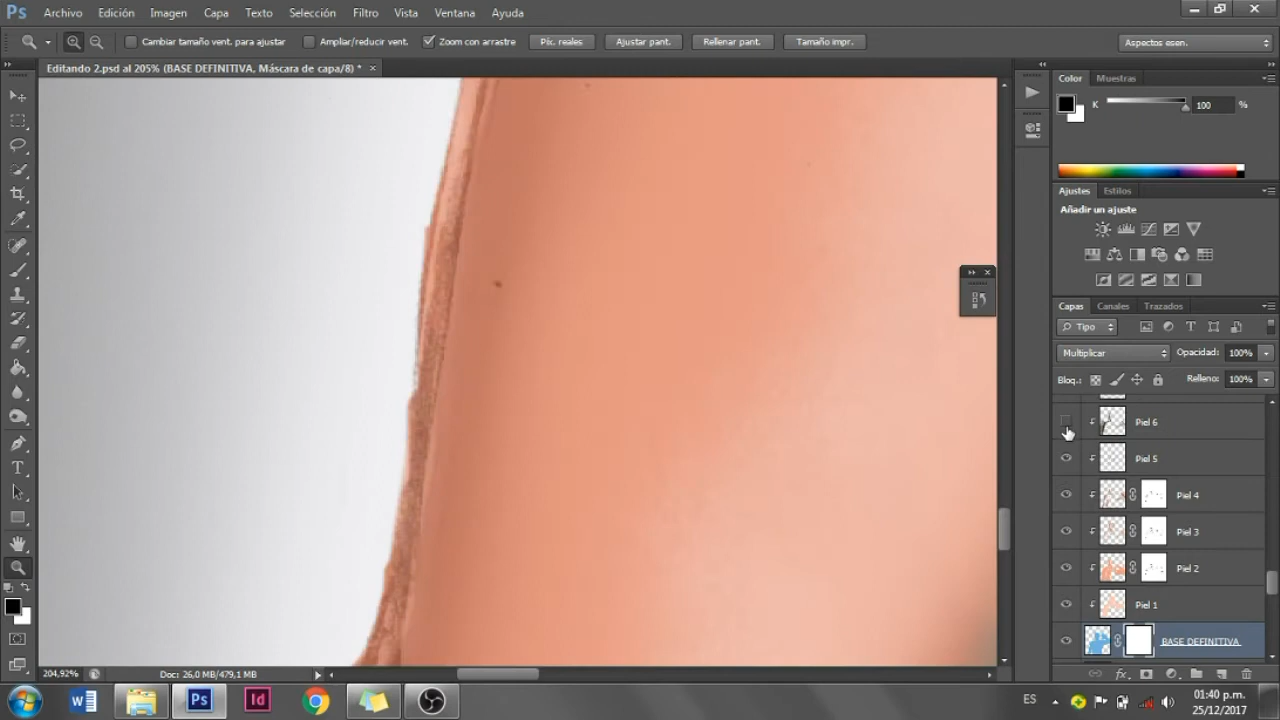 Ps Archivo Edición Imagen Capa Texto Selección Filtro Vista Ventana Ayuda
Cambiar tamaño vent. para ajustar Ampliar/reducir vent. Zoom con arrastre Píx. reales Ajustar pant. Rellenar pant. Tamaño impr. Aspectos esen.
Editando 2.psd al 205% (BASE DEFINITIVA, Máscara de capa/8) *
Color Muestras
K 100 %
Ajustes Estilos
Añadir un ajuste
Capas Canales Trazados
Tipo
Multiplicar Opacidad: 100%
Bloq.: Relleno: 100%
Piel 6
Piel 5
Piel 4
Piel 3
Piel 2
Piel 1
BASE DEFINITIVA
204,92% Doc: 26,0 MB/479,1 MB
W Ps Id ES 01:40 p.m.
25/12/2017